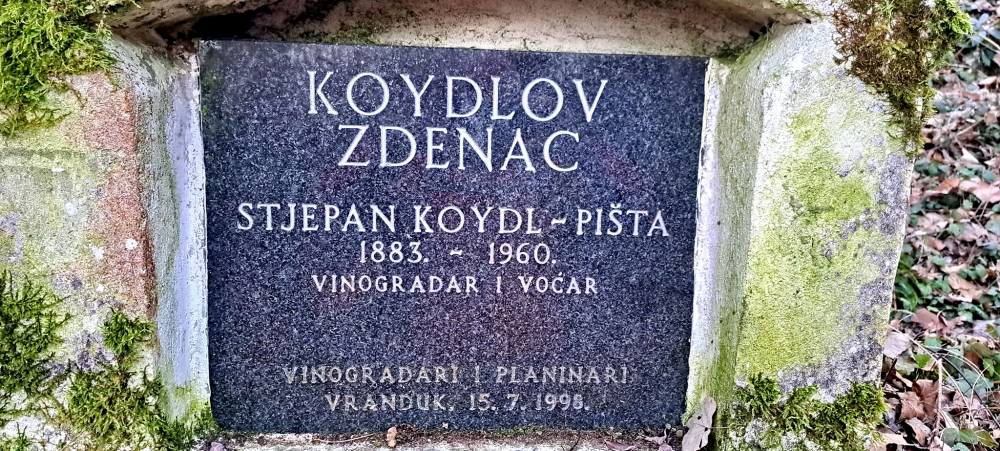 KOYDLOV
ZDENAC
STJEPAN KOYDL - PIŠTA
1883. - 1960.
VINOGRADAR I VOĆAR
VINOGRADARI I PLANINARI
VRANDUK, 15. 7. 1998.